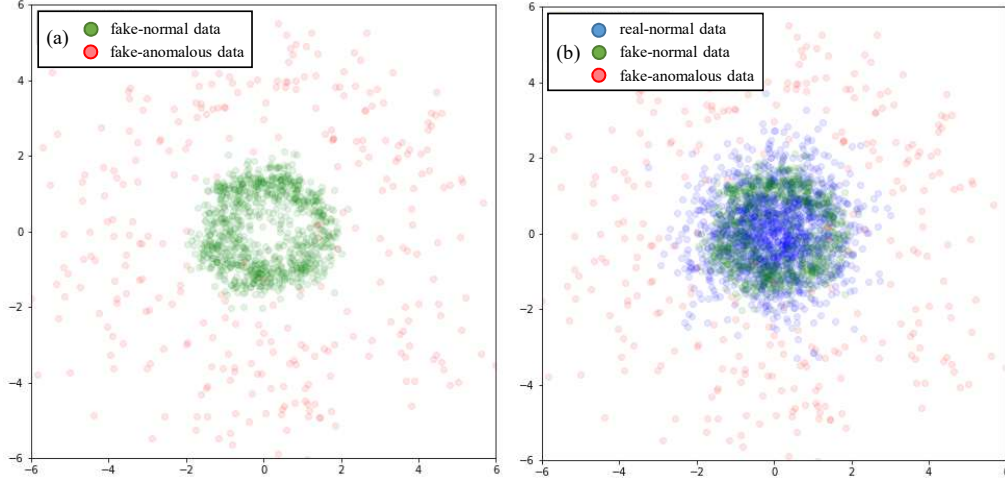 (a)
fake-normal data
fake-anomalous data
6
4
2
0
−2
−4
−6
−6 −4 −2 0 2 4 6
(b)
real-normal data
fake-normal data
fake-anomalous data
6
4
2
0
−2
−4
−6
−6 −4 −2 0 2 4 6